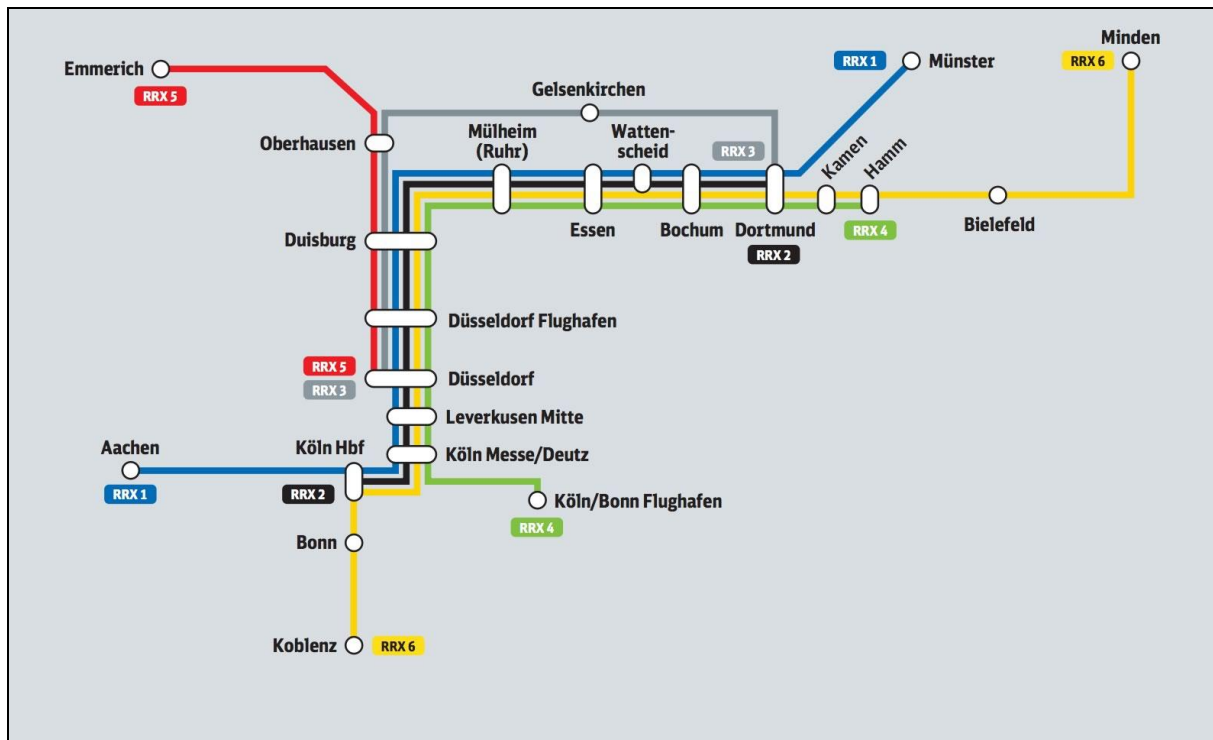 Minden
Emmerich
RRX 1
Münster
RRX 6
RRX 5
Gelsenkirchen
Oberhausen
Mülheim
(Ruhr)
Watten-
scheid
RRX 3
Kamen
Hamm
Duisburg
Essen
Bochum
Dortmund
RRX 4
Bielefeld
RRX 2
Düsseldorf Flughafen
RRX 5
RRX 3
Düsseldorf
Leverkusen Mitte
Aachen
Köln Hbf
Köln Messe/Deutz
RRX 1
RRX 2
Köln/Bonn Flughafen
RRX 4
Bonn
Koblenz
RRX 6